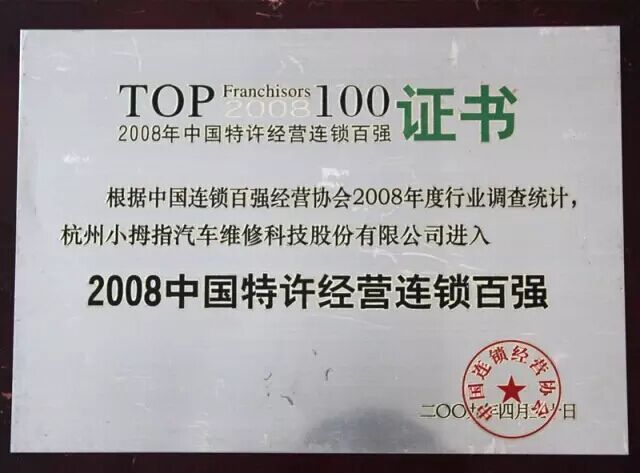 TOP Franchisors 2008 100 证书
2008年中国特许经营连锁百强
根据中国连锁百强经营协会2008年度行业调查统计，
杭州小拇指汽车维修科技股份有限公司进入
2008中国特许经营连锁百强
中国连锁经营协会
二〇〇九年四月 日